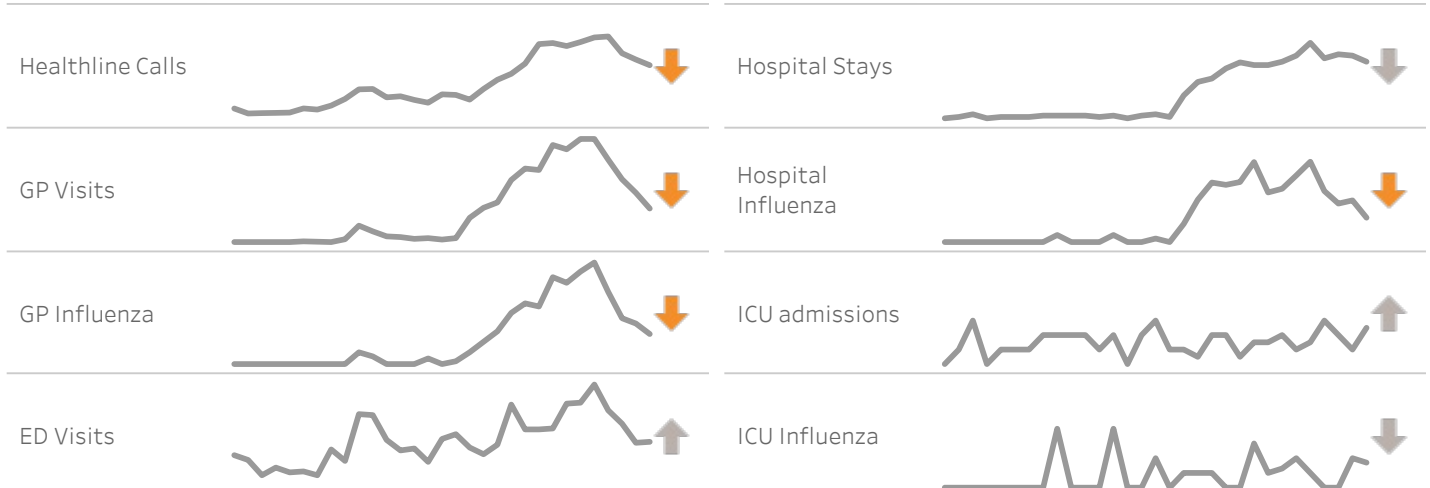 Healthline Calls
GP Visits
GP Influenza
ED Visits
Hospital Stays
Hospital
Influenza
ICU admissions
ICU Influenza